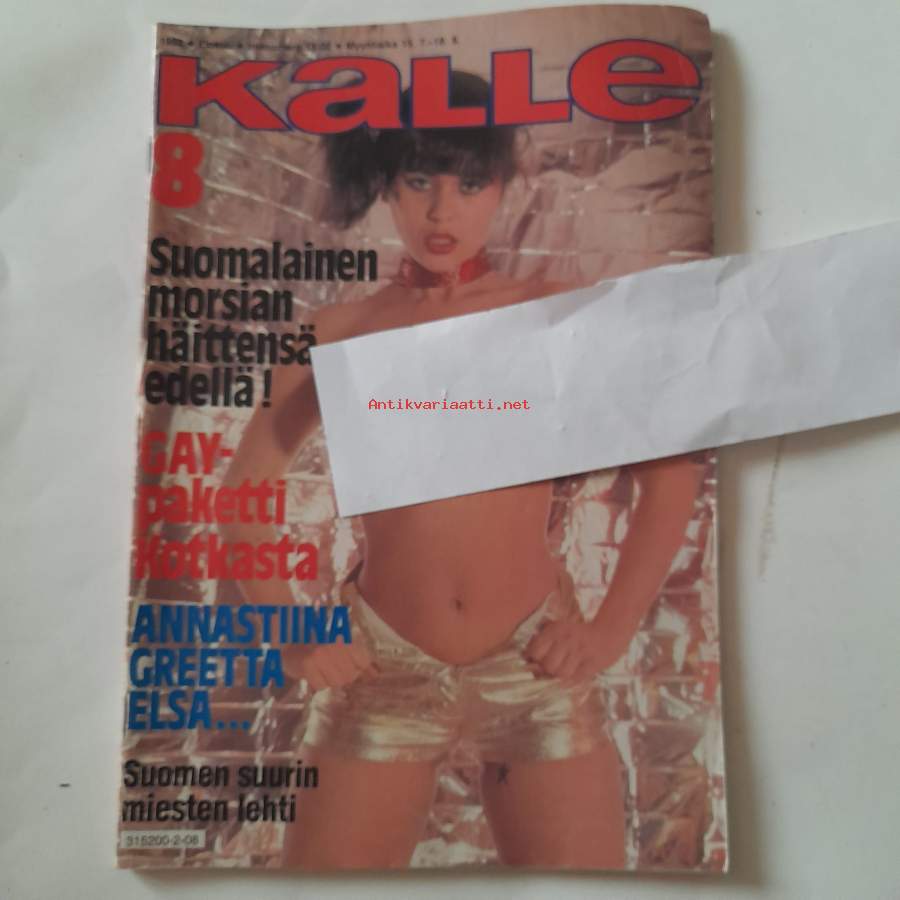 KALLE
8
Suomalainen
morsian
häittensä
edellä!
GAY-
paketti
Kotkasta
ANNASTIINA
GREETTA
ELSA...
Suomen suurin
miesten lehti
315200-2-08
Antikvariaatti.net